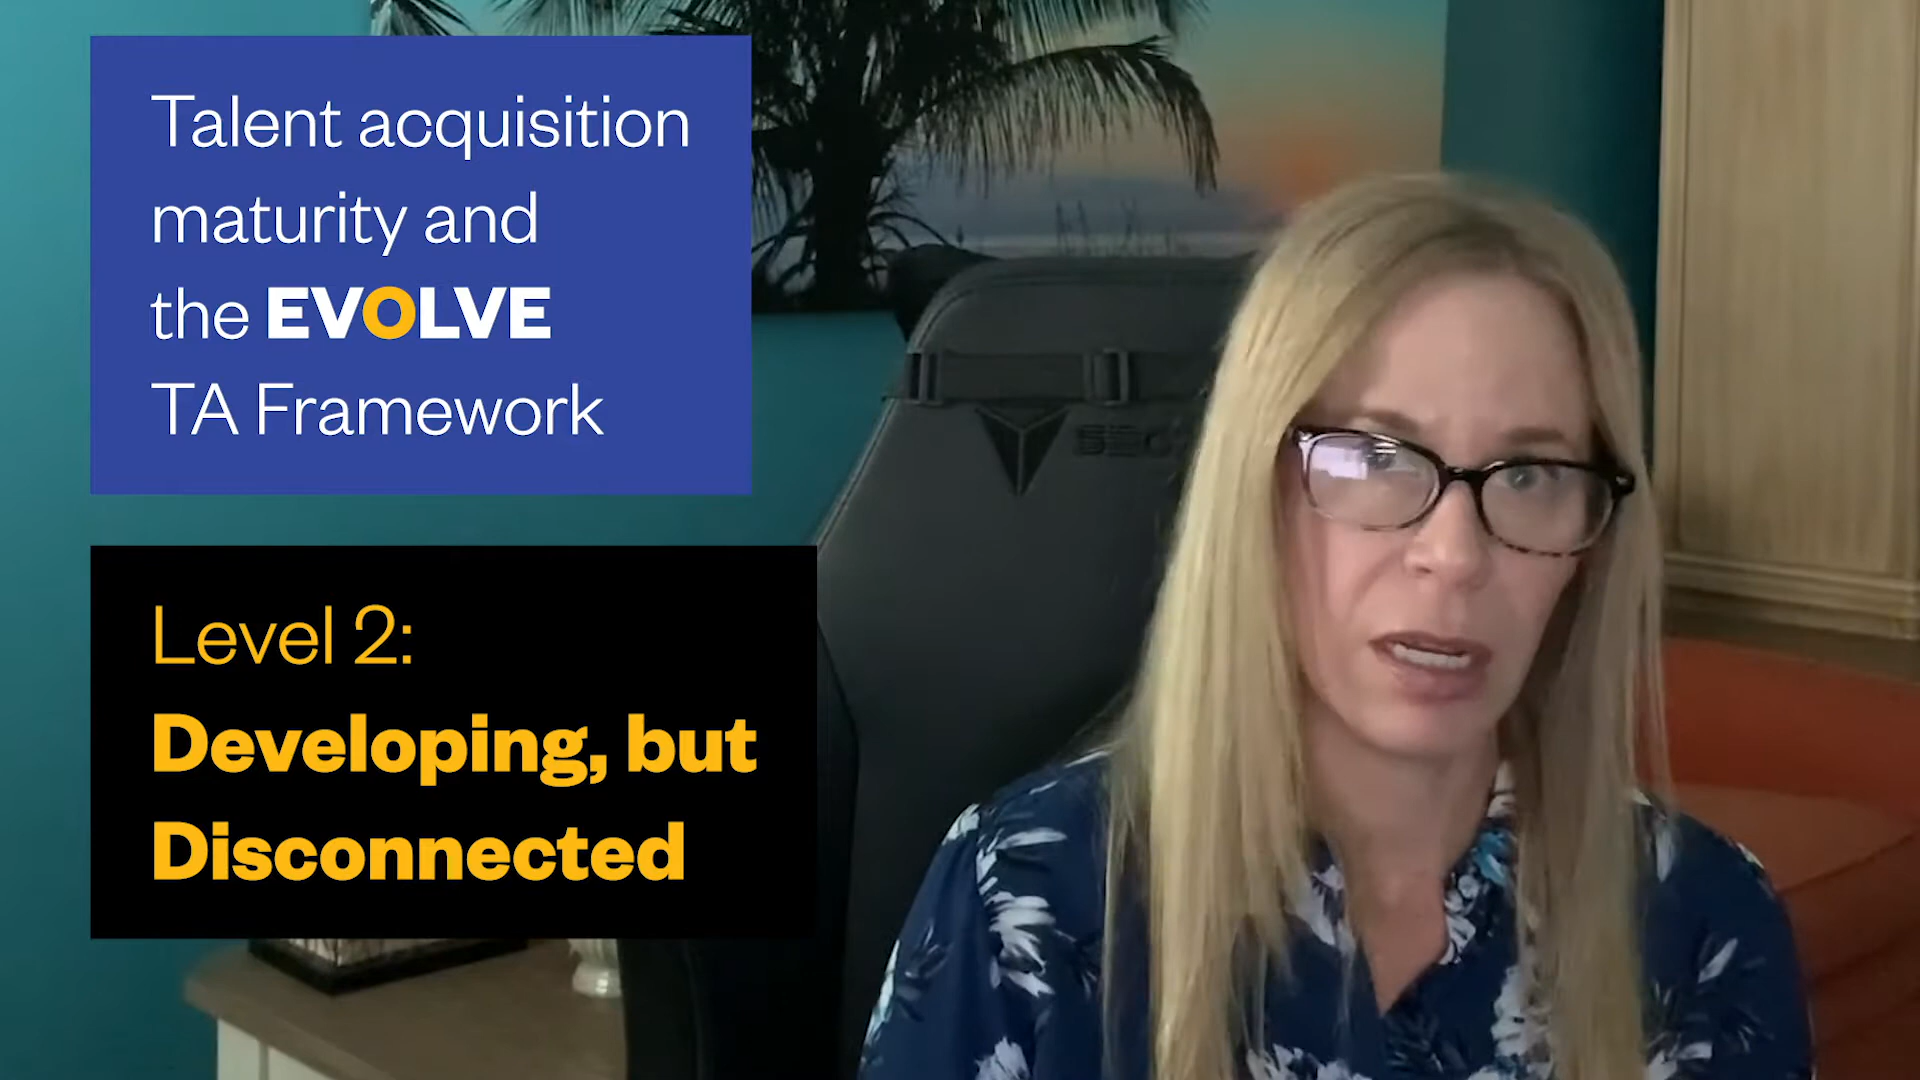 Talent acquisition
maturity and
the EVOLVE
TA Framework
Level 2:
Developing, but
Disconnected